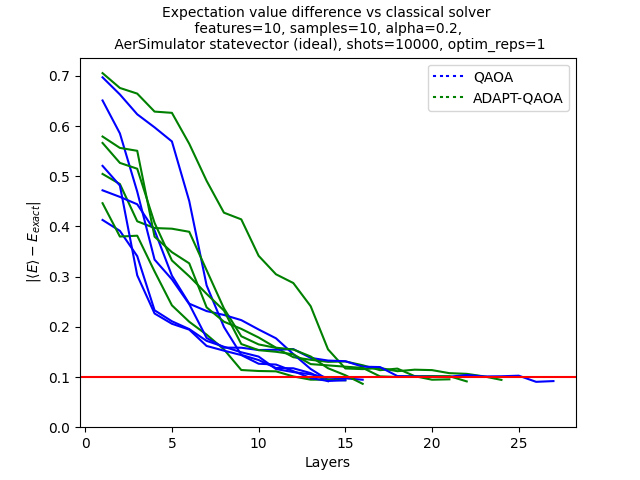 Expectation value difference vs classical solver
features=10, samples=10, alpha=0.2,
AerSimulator statevector (ideal), shots=10000, optim_reps=1
QAOA
ADAPT-QAOA
|⟨E⟩ − E_exact|
0.7
0.6
0.5
0.4
0.3
0.2
0.1
0.0
0 5 10 15 20 25
Layers